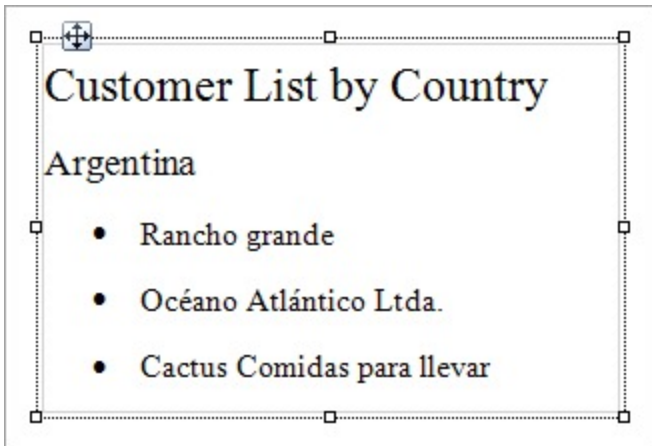 Customer List by Country
Argentina
• Rancho grande
• Océano Atlántico Ltda.
• Cactus Comidas para llevar